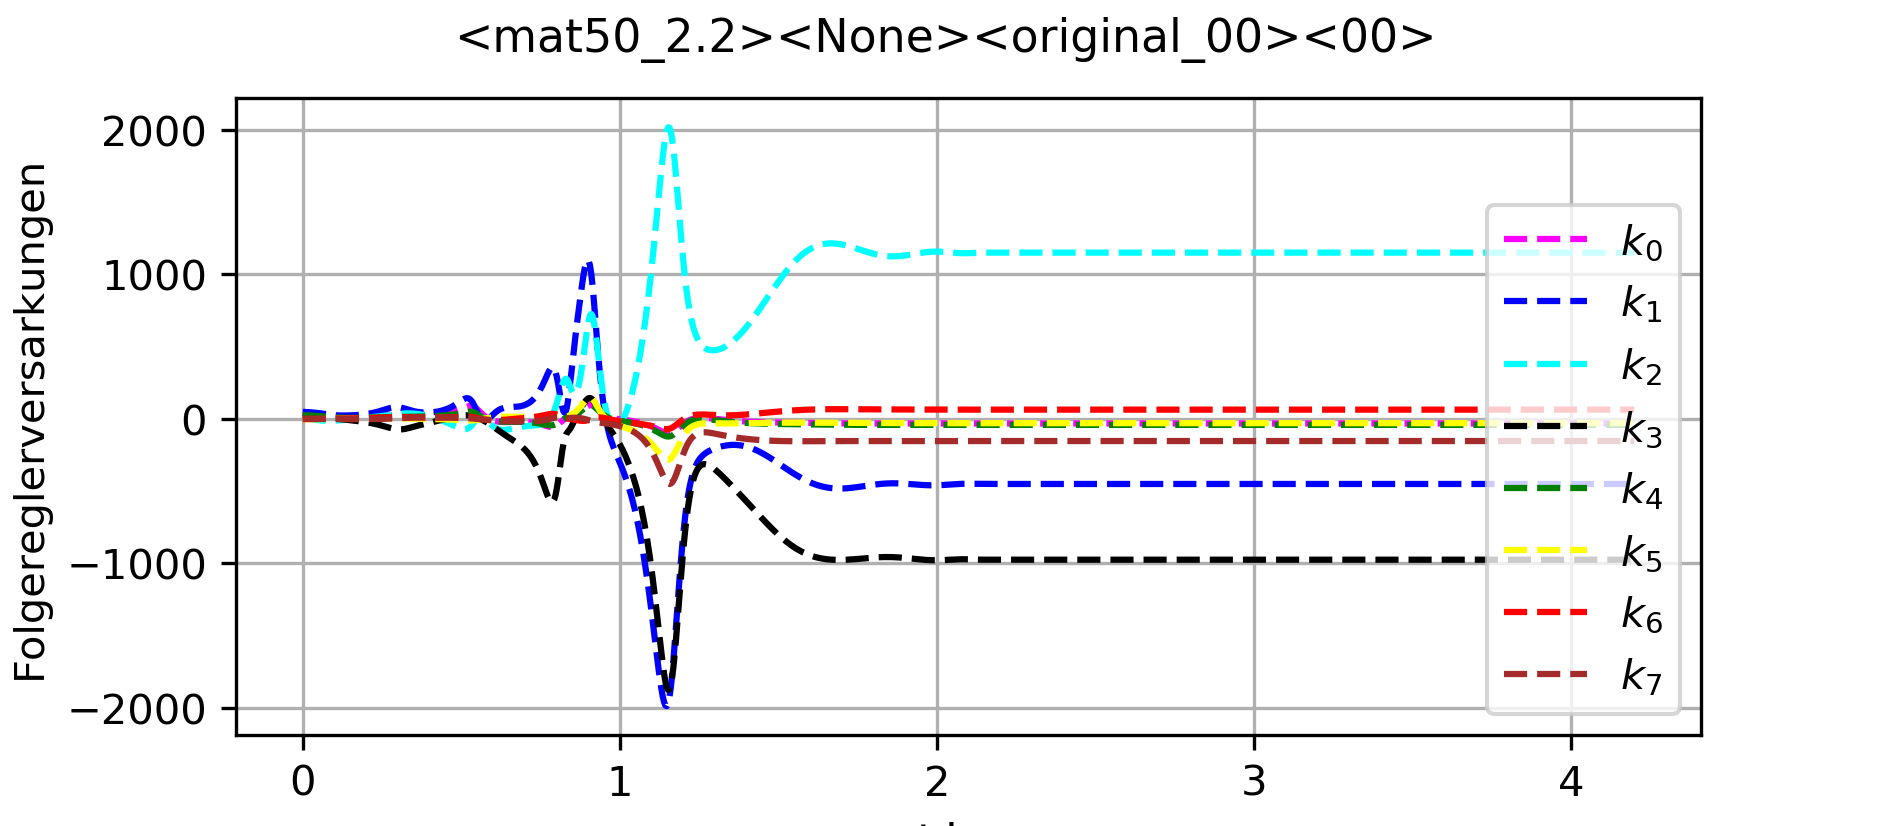 <mat50_2.2><None><original_00><00>
Folgereglerversarkungen
2000
1000
0
−1000
−2000
0 1 2 3 4
k0
k1
k2
k3
k4
k5
k6
k7